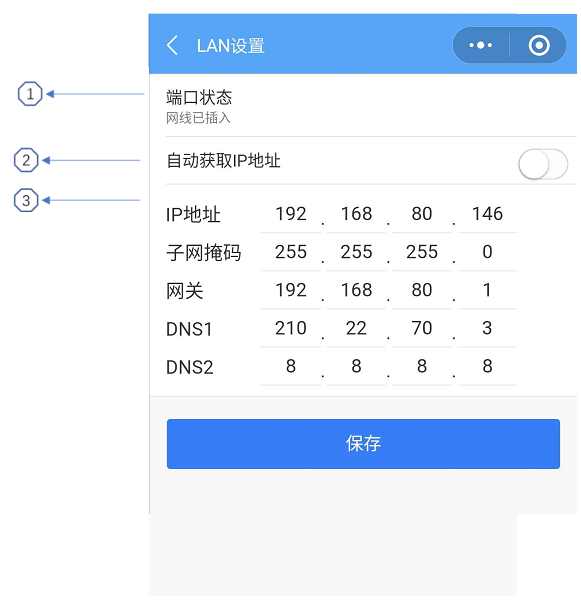 LAN设置
1
端口状态
网线已插入
2
自动获取IP地址
3
IP地址 192 . 168 . 80 . 146
子网掩码 255 . 255 . 255 . 0
网关 192 . 168 . 80 . 1
DNS1 210 . 22 . 70 . 3
DNS2 8 . 8 . 8 . 8
保存